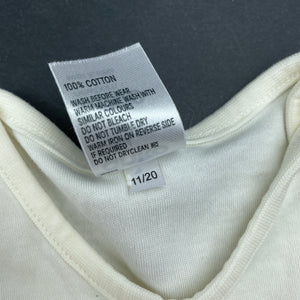 100% COTTON
WASH BEFORE WEAR
WARM MACHINE WASH WITH
SIMILAR COLOURS
DO NOT BLEACH
DO NOT TUMBLE DRY
WARM IRON ON REVERSE SIDE
IF REQUIRED
DO NOT DRYCLEAN
11/20